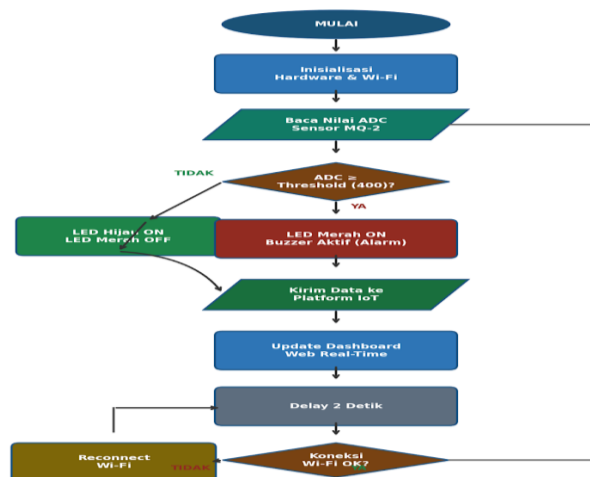 MULAI
Inisialisasi
Hardware & Wi-Fi
Baca Nilai ADC
Sensor MQ-2
TIDAK
ADC ≥
Threshold (400)?
YA
LED Hijau ON
LED Merah OFF
LED Merah ON
Buzzer Aktif (Alarm)
Kirim Data ke
Platform IoT
Update Dashboard
Web Real-Time
Delay 2 Detik
Reconnect
Wi-Fi
TIDAK
Koneksi
Wi-Fi OK?